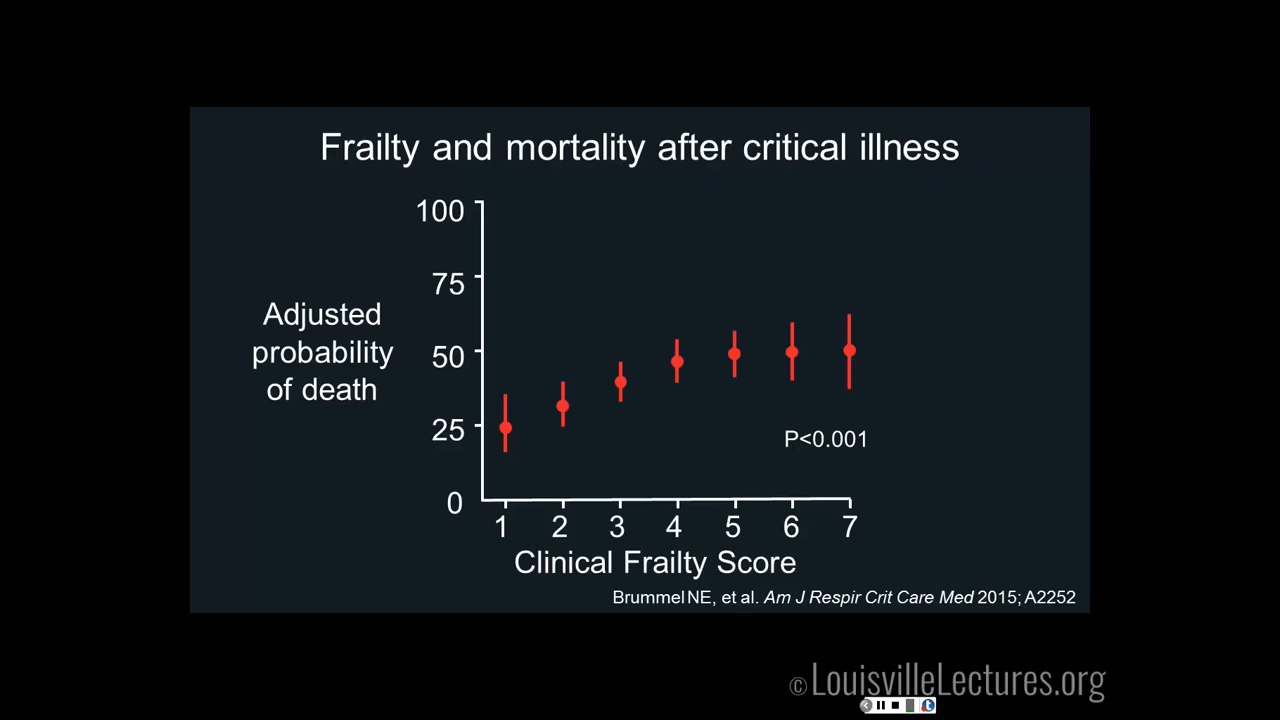 Frailty and mortality after critical illness
100
75
50
25
0
Adjusted
probability
of death
P<0.001
1 2 3 4 5 6 7
Clinical Frailty Score
Brummel NE, et al. Am J Respir Crit Care Med 2015; A2252
© LouisvilleLectures.org